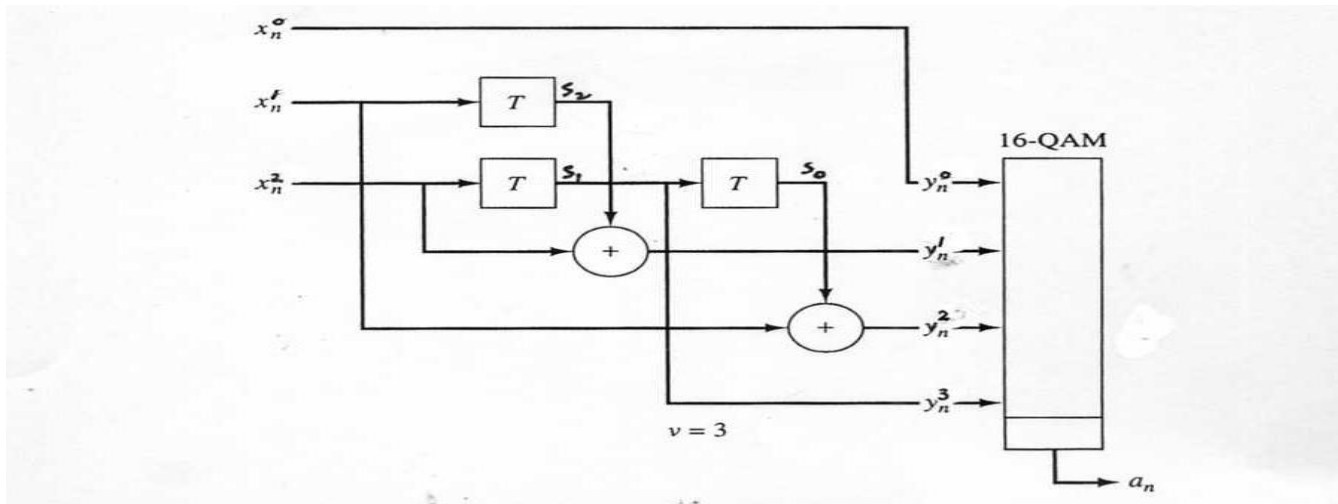 x_n^0
x_n^1
T
S_2
16-QAM
x_n^2
T
S_1
T
S_0
y_n^0
+
y_n^1
+
y_n^2
y_n^3
ν = 3
a_n